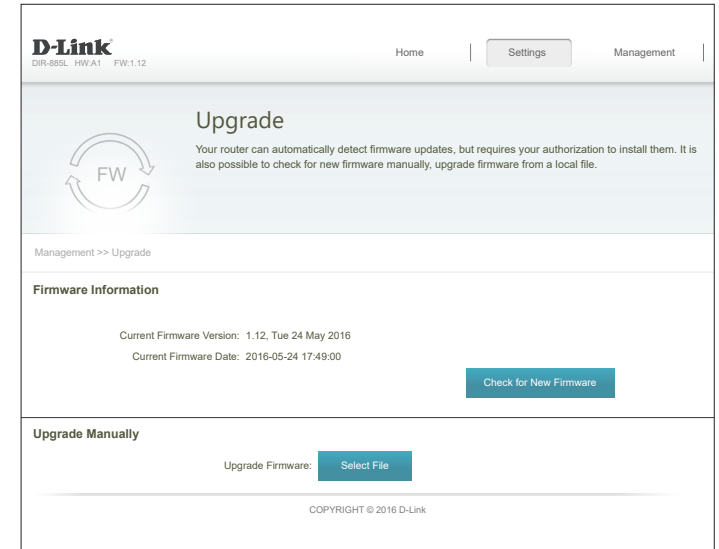 D-Link®
DIR-885L HW:A1 FW:1.12
Home
Settings
Management
Upgrade
Your router can automatically detect firmware updates, but requires your authorization to install them. It is
also possible to check for new firmware manually, upgrade firmware from a local file.
FW
Management >> Upgrade
Firmware Information
Current Firmware Version: 1.12, Tue 24 May 2016
Current Firmware Date: 2016-05-24 17:49:00
Check for New Firmware
Upgrade Manually
Upgrade Firmware: Select File
COPYRIGHT © 2016 D-Link